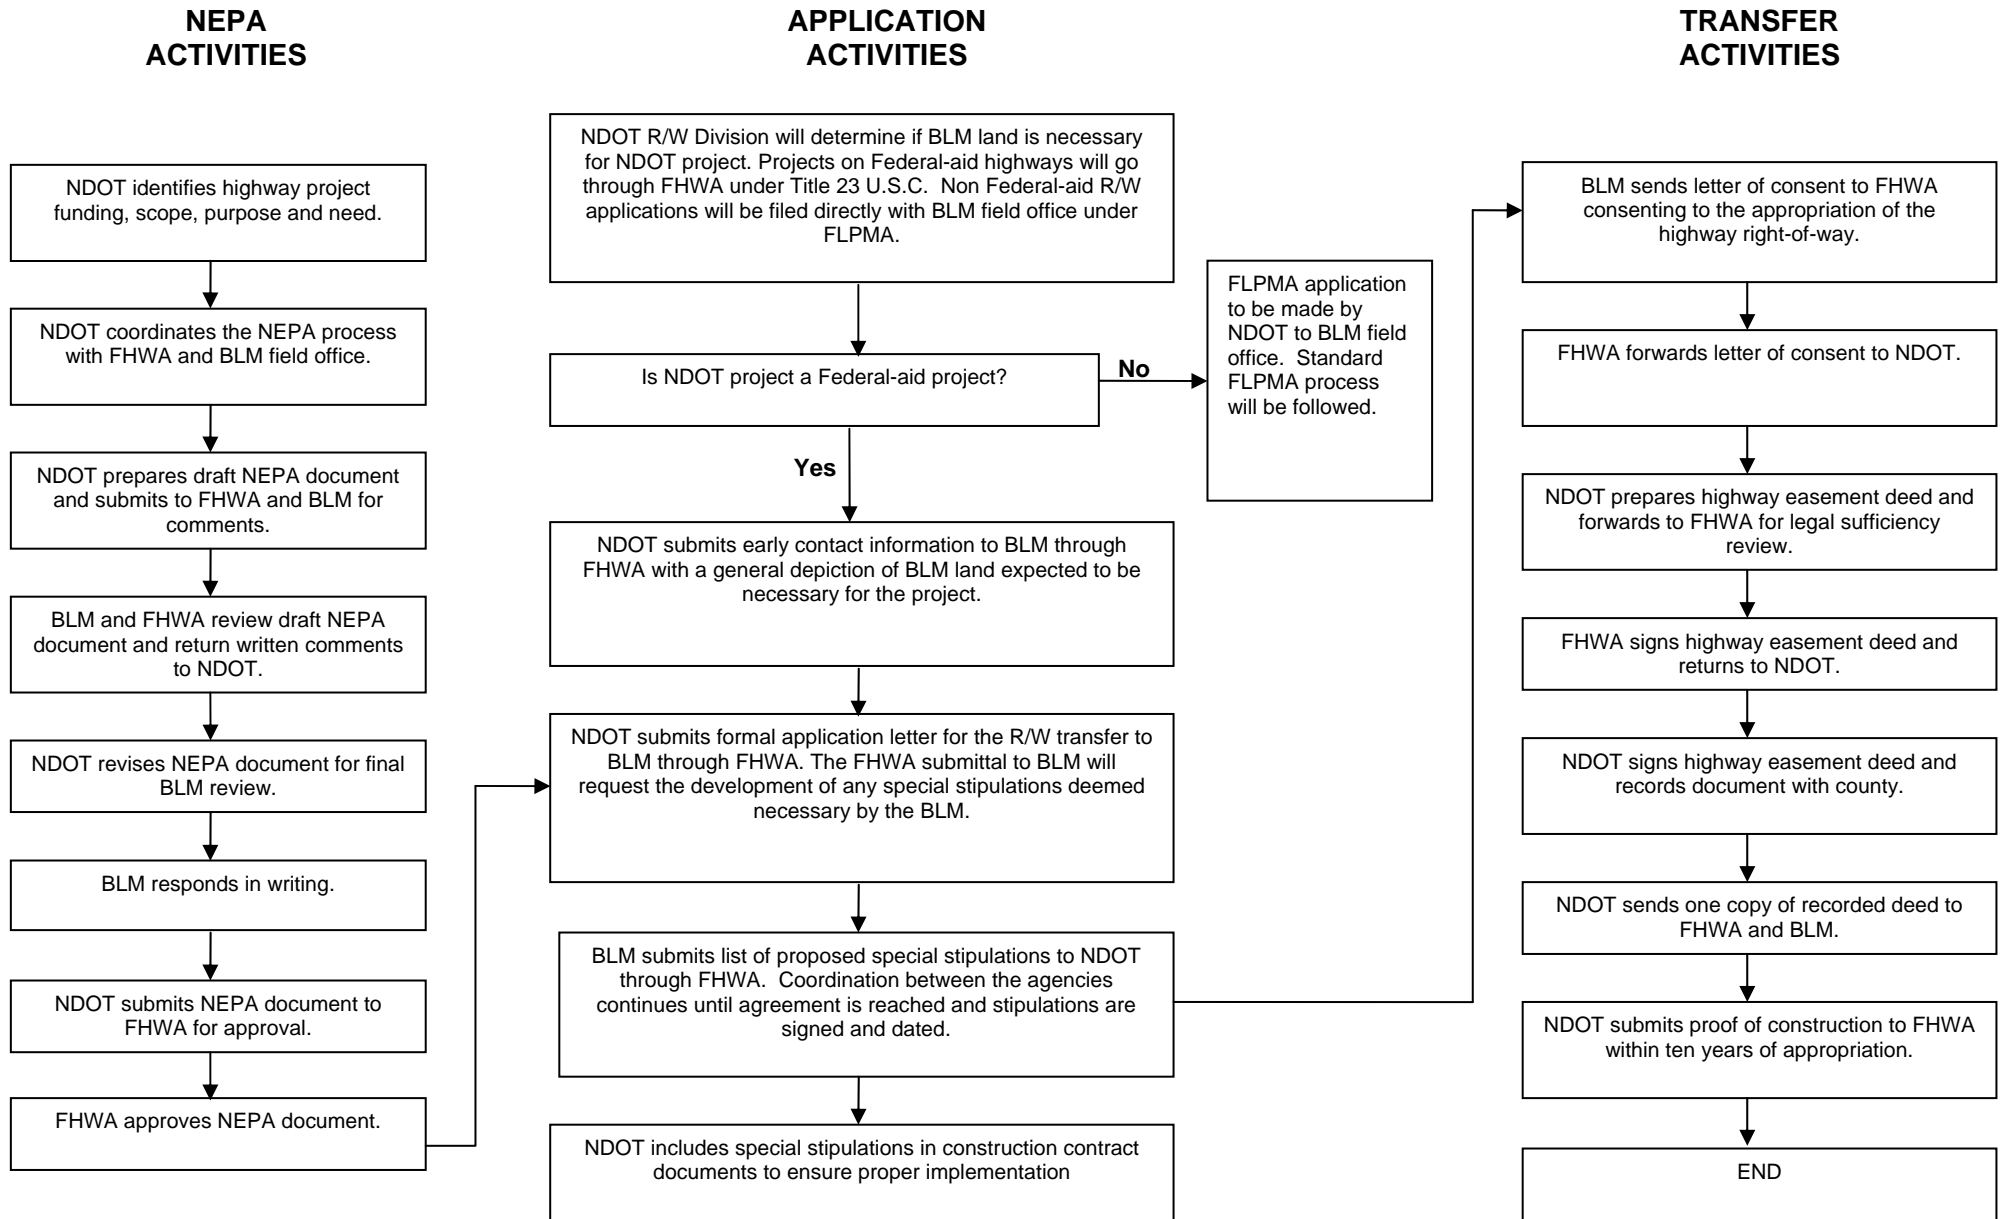 NEPA
ACTIVITIES
NDOT identifies highway project
funding, scope, purpose and need.
NDOT coordinates the NEPA process
with FHWA and BLM field office.
NDOT prepares draft NEPA document
and submits to FHWA and BLM for
comments.
BLM and FHWA review draft NEPA
document and return written comments
to NDOT.
NDOT revises NEPA document for final
BLM review.
BLM responds in writing.
NDOT submits NEPA document to
FHWA for approval.
FHWA approves NEPA document.
APPLICATION
ACTIVITIES
NDOT R/W Division will determine if BLM land is necessary
for NDOT project. Projects on Federal-aid highways will go
through FHWA under Title 23 U.S.C.  Non Federal-aid R/W
applications will be filed directly with BLM field office under
FLPMA.
Is NDOT project a Federal-aid project?
No
FLPMA application
to be made by
NDOT to BLM field
office.  Standard
FLPMA process
will be followed.
Yes
NDOT submits early contact information to BLM through
FHWA with a general depiction of BLM land expected to be
necessary for the project.
NDOT submits formal application letter for the R/W transfer to
BLM through FHWA. The FHWA submittal to BLM will
request the development of any special stipulations deemed
necessary by the BLM.
BLM submits list of proposed special stipulations to NDOT
through FHWA.  Coordination between the agencies
continues until agreement is reached and stipulations are
signed and dated.
NDOT includes special stipulations in construction contract
documents to ensure proper implementation
TRANSFER
ACTIVITIES
BLM sends letter of consent to FHWA
consenting to the appropriation of the
highway right-of-way.
FHWA forwards letter of consent to NDOT.
NDOT prepares highway easement deed and
forwards to FHWA for legal sufficiency
review.
FHWA signs highway easement deed and
returns to NDOT.
NDOT signs highway easement deed and
records document with county.
NDOT sends one copy of recorded deed to
FHWA and BLM.
NDOT submits proof of construction to FHWA
within ten years of appropriation.
END